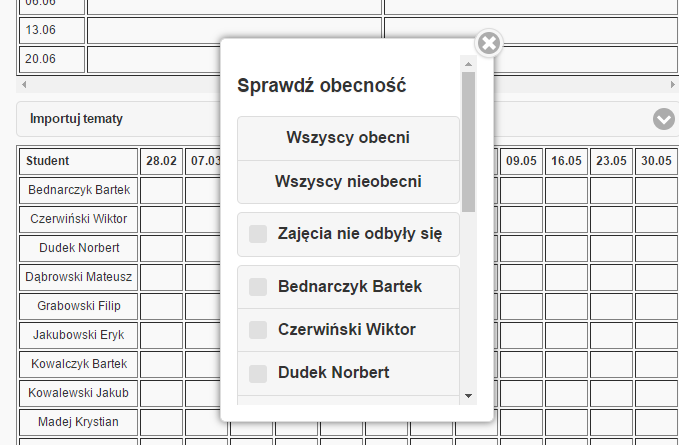 06.06
13.06
20.06
Sprawdź obecność
Wszyscy obecni
Wszyscy nieobecni
Zajęcia nie odbyły się
Bednarczyk Bartek
Czerwiński Wiktor
Dudek Norbert
Importuj tematy
Student 28.02 07.03 09.05 16.05 23.05 30.05
Bednarczyk Bartek
Czerwiński Wiktor
Dudek Norbert
Dąbrowski Mateusz
Grabowski Filip
Jakubowski Eryk
Kowalczyk Bartek
Kowalewski Jakub
Madej Krystian